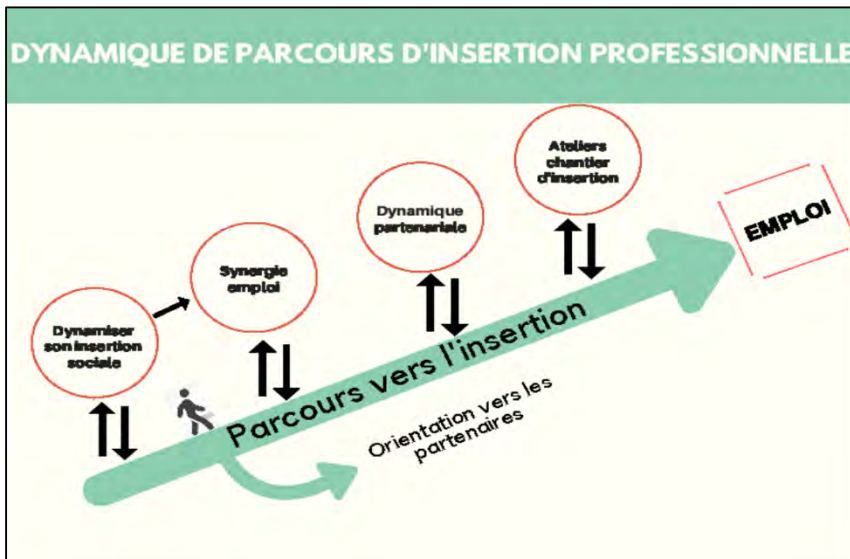 DYNAMIQUE DE PARCOURS D'INSERTION PROFESSIONNELLE
Ateliers
chantier
d'insertion
Dynamique
partenariale
EMPLOI
Synergie
emploi
Dynamiser
son insertion
sociale
Parcours vers l'insertion
Orientation vers les
partenaires